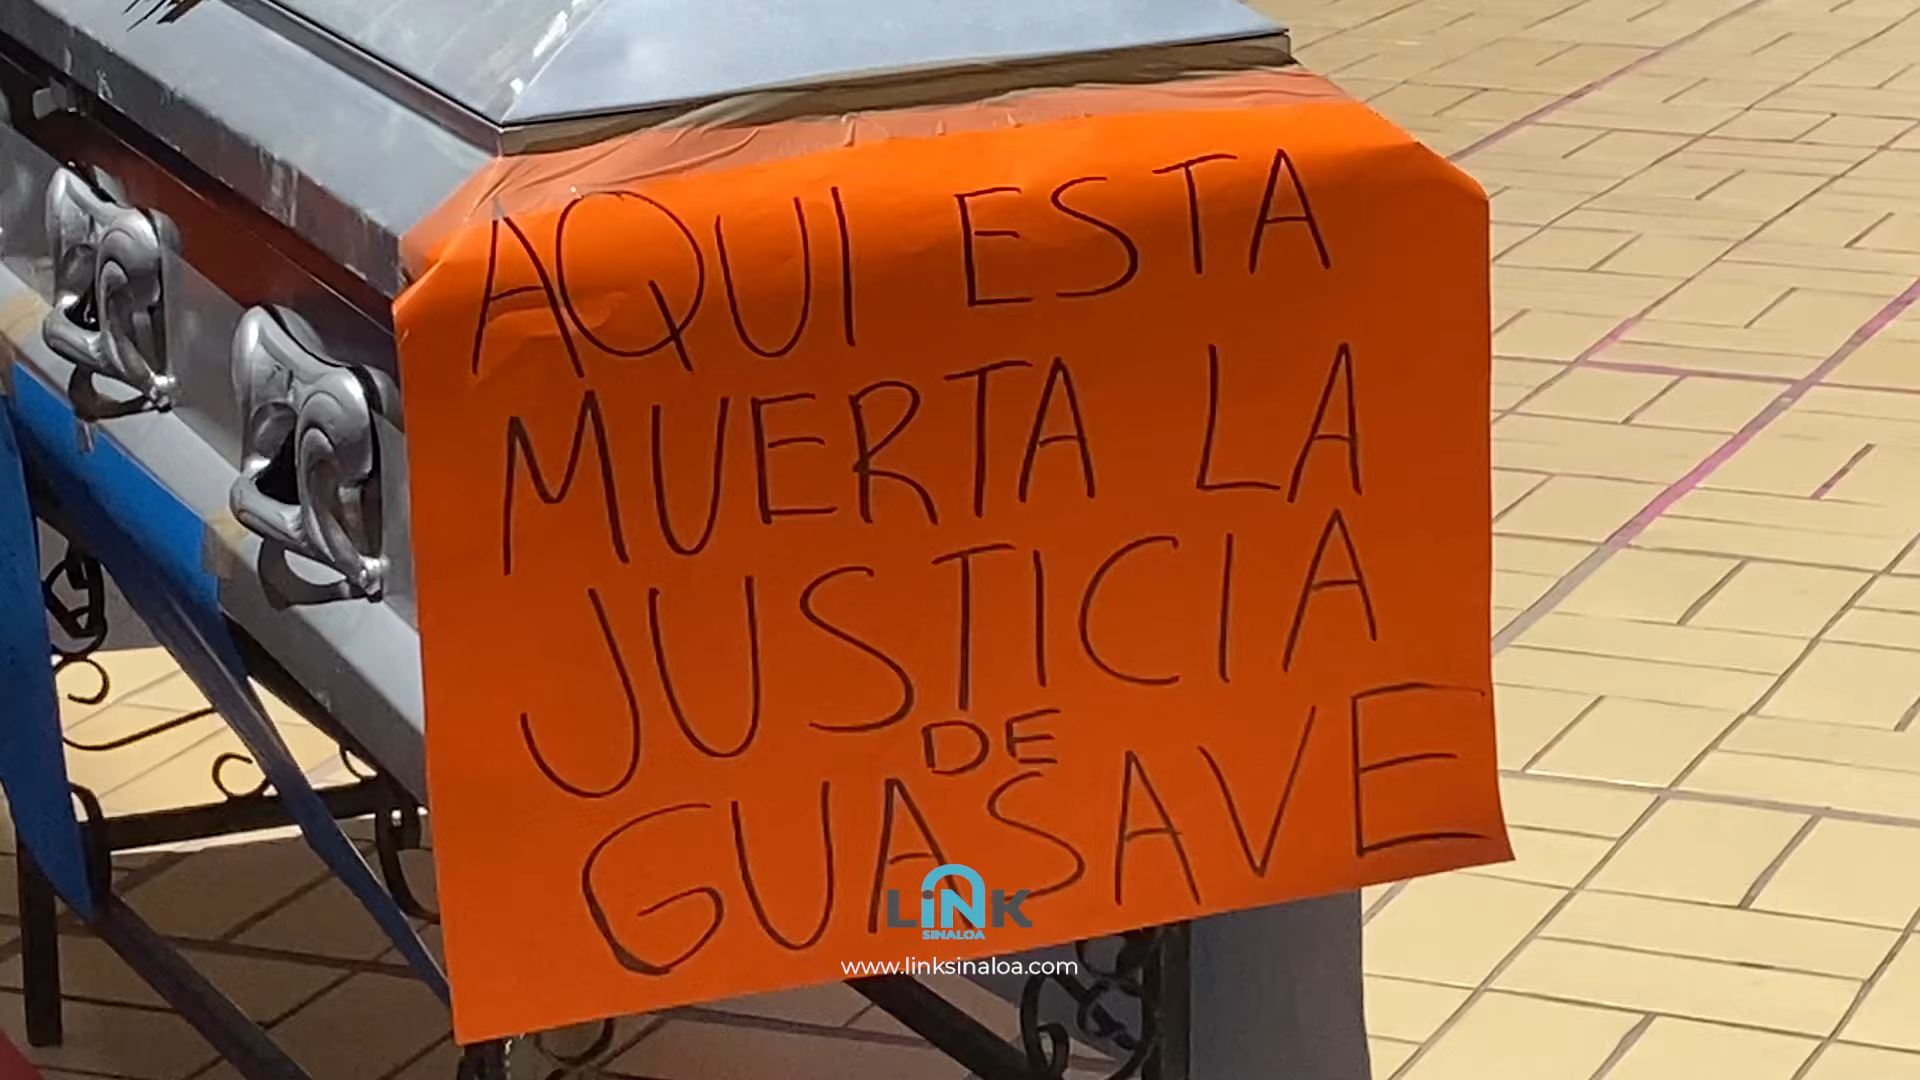 AQUI ESTA
MUERTA LA
JUSTICIA
DE
GUASAVE
LiNK
SINALOA
www.linksinaloa.com